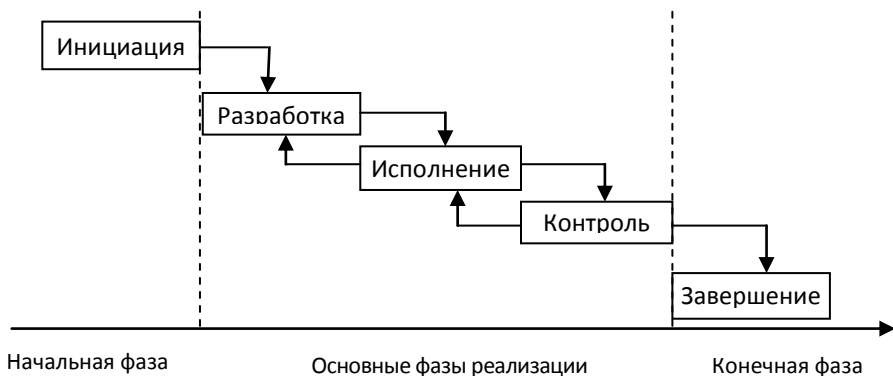 Инициация
Разработка
Исполнение
Контроль
Завершение
Начальная фаза
Основные фазы реализации
Конечная фаза